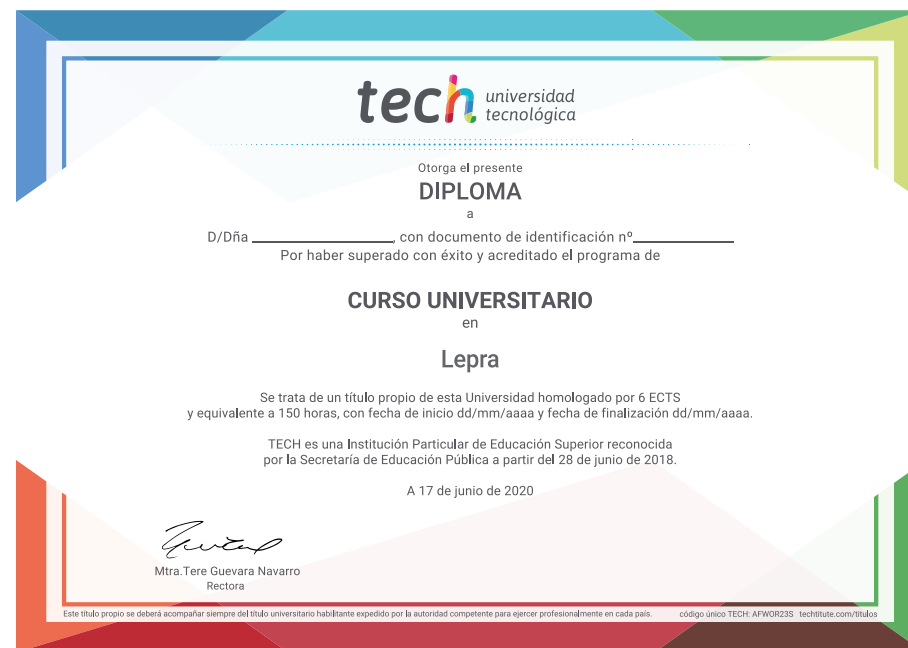 tech universidad
tecnológica
Otorga el presente
DIPLOMA
a
D/Dña ____________________, con documento de identificación nº______________
Por haber superado con éxito y acreditado el programa de
CURSO UNIVERSITARIO
en
Lepra
Se trata de un título propio de esta Universidad homologado por 6 ECTS
y equivalente a 150 horas, con fecha de inicio dd/mm/aaaa y fecha de finalización dd/mm/aaaa.
TECH es una Institución Particular de Educación Superior reconocida
por la Secretaría de Educación Pública a partir del 28 de junio de 2018.
A 17 de junio de 2020
Mtra.Tere Guevara Navarro
Rectora
Este título propio se deberá acompañar siempre del título universitario habilitante expedido por la autoridad competente para ejercer profesionalmente en cada país. código único TECH: AFWOR23S techtitute.com/títulos